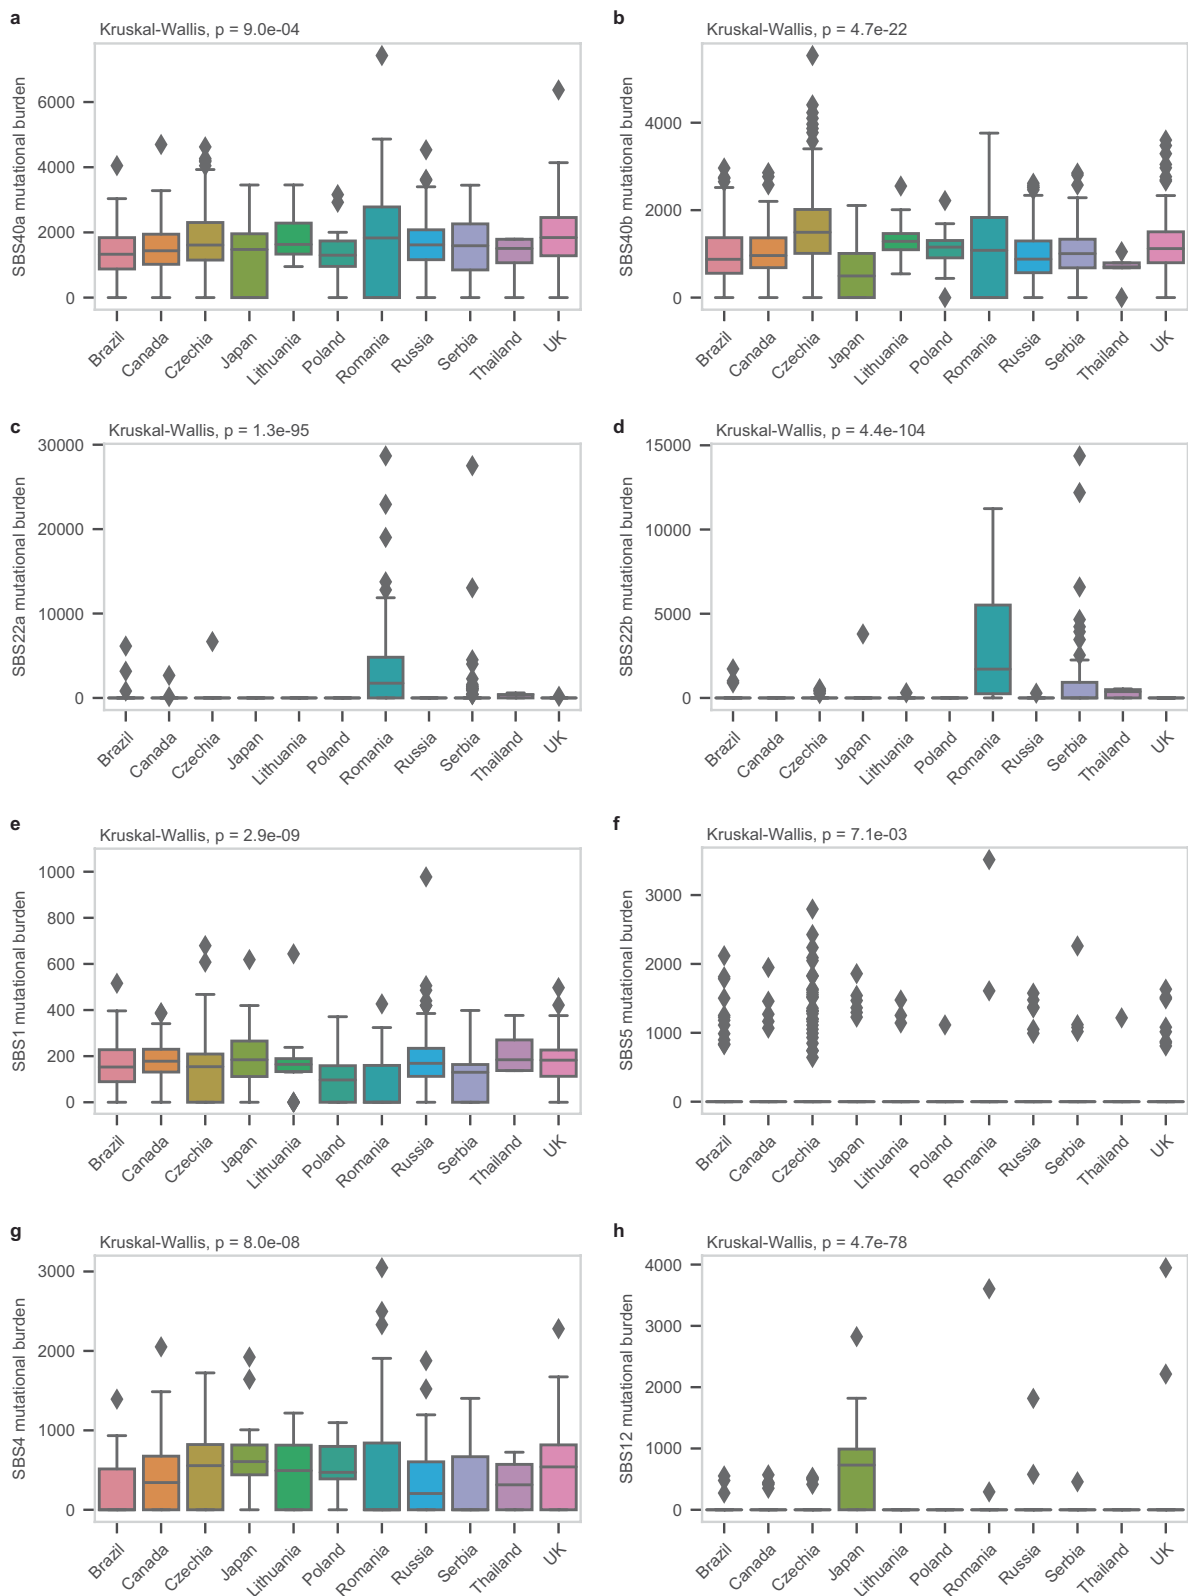 a
Kruskal-Wallis, p = 9.0e-04
SBS40a mutational burden
6000
4000
2000
0
Brazil
Canada
Czechia
Japan
Lithuania
Poland
Romania
Russia
Serbia
Thailand
UK
b
Kruskal-Wallis, p = 4.7e-22
SBS40b mutational burden
4000
2000
0
Brazil
Canada
Czechia
Japan
Lithuania
Poland
Romania
Russia
Serbia
Thailand
UK
c
Kruskal-Wallis, p = 1.3e-95
SBS22a mutational burden
30000
20000
10000
0
Brazil
Canada
Czechia
Japan
Lithuania
Poland
Romania
Russia
Serbia
Thailand
UK
d
Kruskal-Wallis, p = 4.4e-104
SBS22b mutational burden
15000
10000
5000
0
Brazil
Canada
Czechia
Japan
Lithuania
Poland
Romania
Russia
Serbia
Thailand
UK
e
Kruskal-Wallis, p = 2.9e-09
SBS1 mutational burden
1000
800
600
400
200
0
Brazil
Canada
Czechia
Japan
Lithuania
Poland
Romania
Russia
Serbia
Thailand
UK
f
Kruskal-Wallis, p = 7.1e-03
SBS5 mutational burden
3000
2000
1000
0
Brazil
Canada
Czechia
Japan
Lithuania
Poland
Romania
Russia
Serbia
Thailand
UK
g
Kruskal-Wallis, p = 8.0e-08
SBS4 mutational burden
3000
2000
1000
0
Brazil
Canada
Czechia
Japan
Lithuania
Poland
Romania
Russia
Serbia
Thailand
UK
h
Kruskal-Wallis, p = 4.7e-78
SBS12 mutational burden
4000
3000
2000
1000
0
Brazil
Canada
Czechia
Japan
Lithuania
Poland
Romania
Russia
Serbia
Thailand
UK